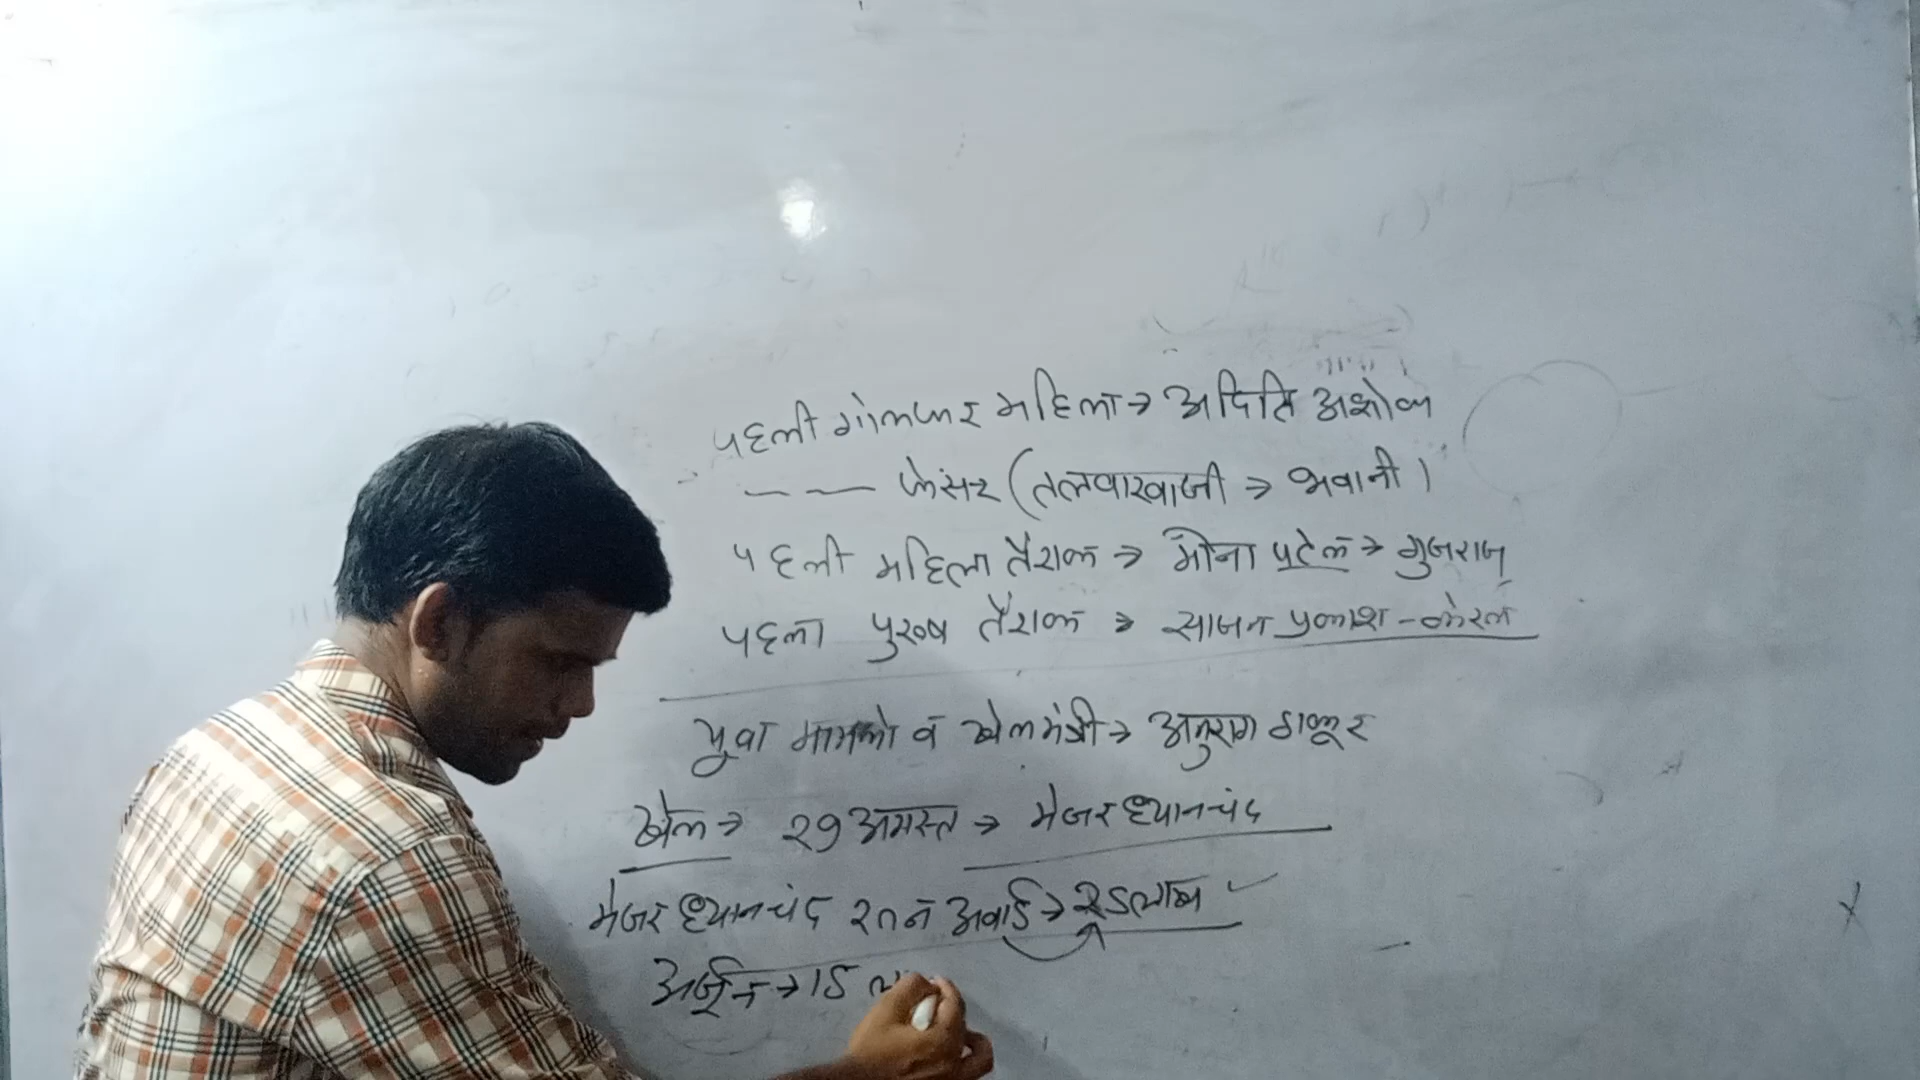 पहली गोल्फर महिला → अदिति अशोक
— — — फेंसर (तलवारबाजी → भवानी)
पहली महिला तैराक → मोना पटेल → गुजरात
पहला पुरुष तैराक → साजन प्रकाश - केरल
युवा मामलो व खेल मंत्री → अनुराग ठाकुर
खेल → 29 अगस्त → मेजर ध्यानचंद
मेजर ध्यानचंद रत्न अवार्ड → 25 लाख ✓
अर्जुन → 15